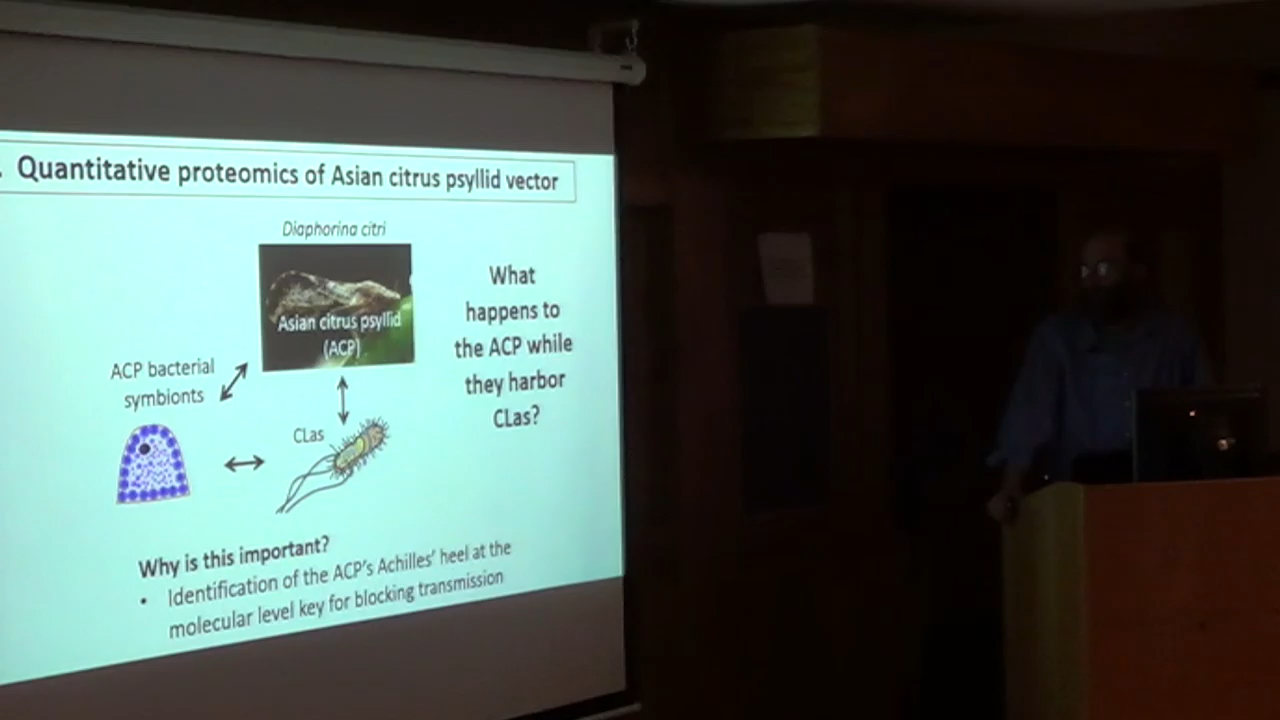 . Quantitative proteomics of Asian citrus psyllid vector
Diaphorina citri
Asian citrus psyllid
(ACP)
What
happens to
the ACP while
they harbor
CLas?
ACP bacterial
symbionts
CLas
Why is this important?
• Identification of the ACP's Achilles' heel at the
molecular level key for blocking transmission